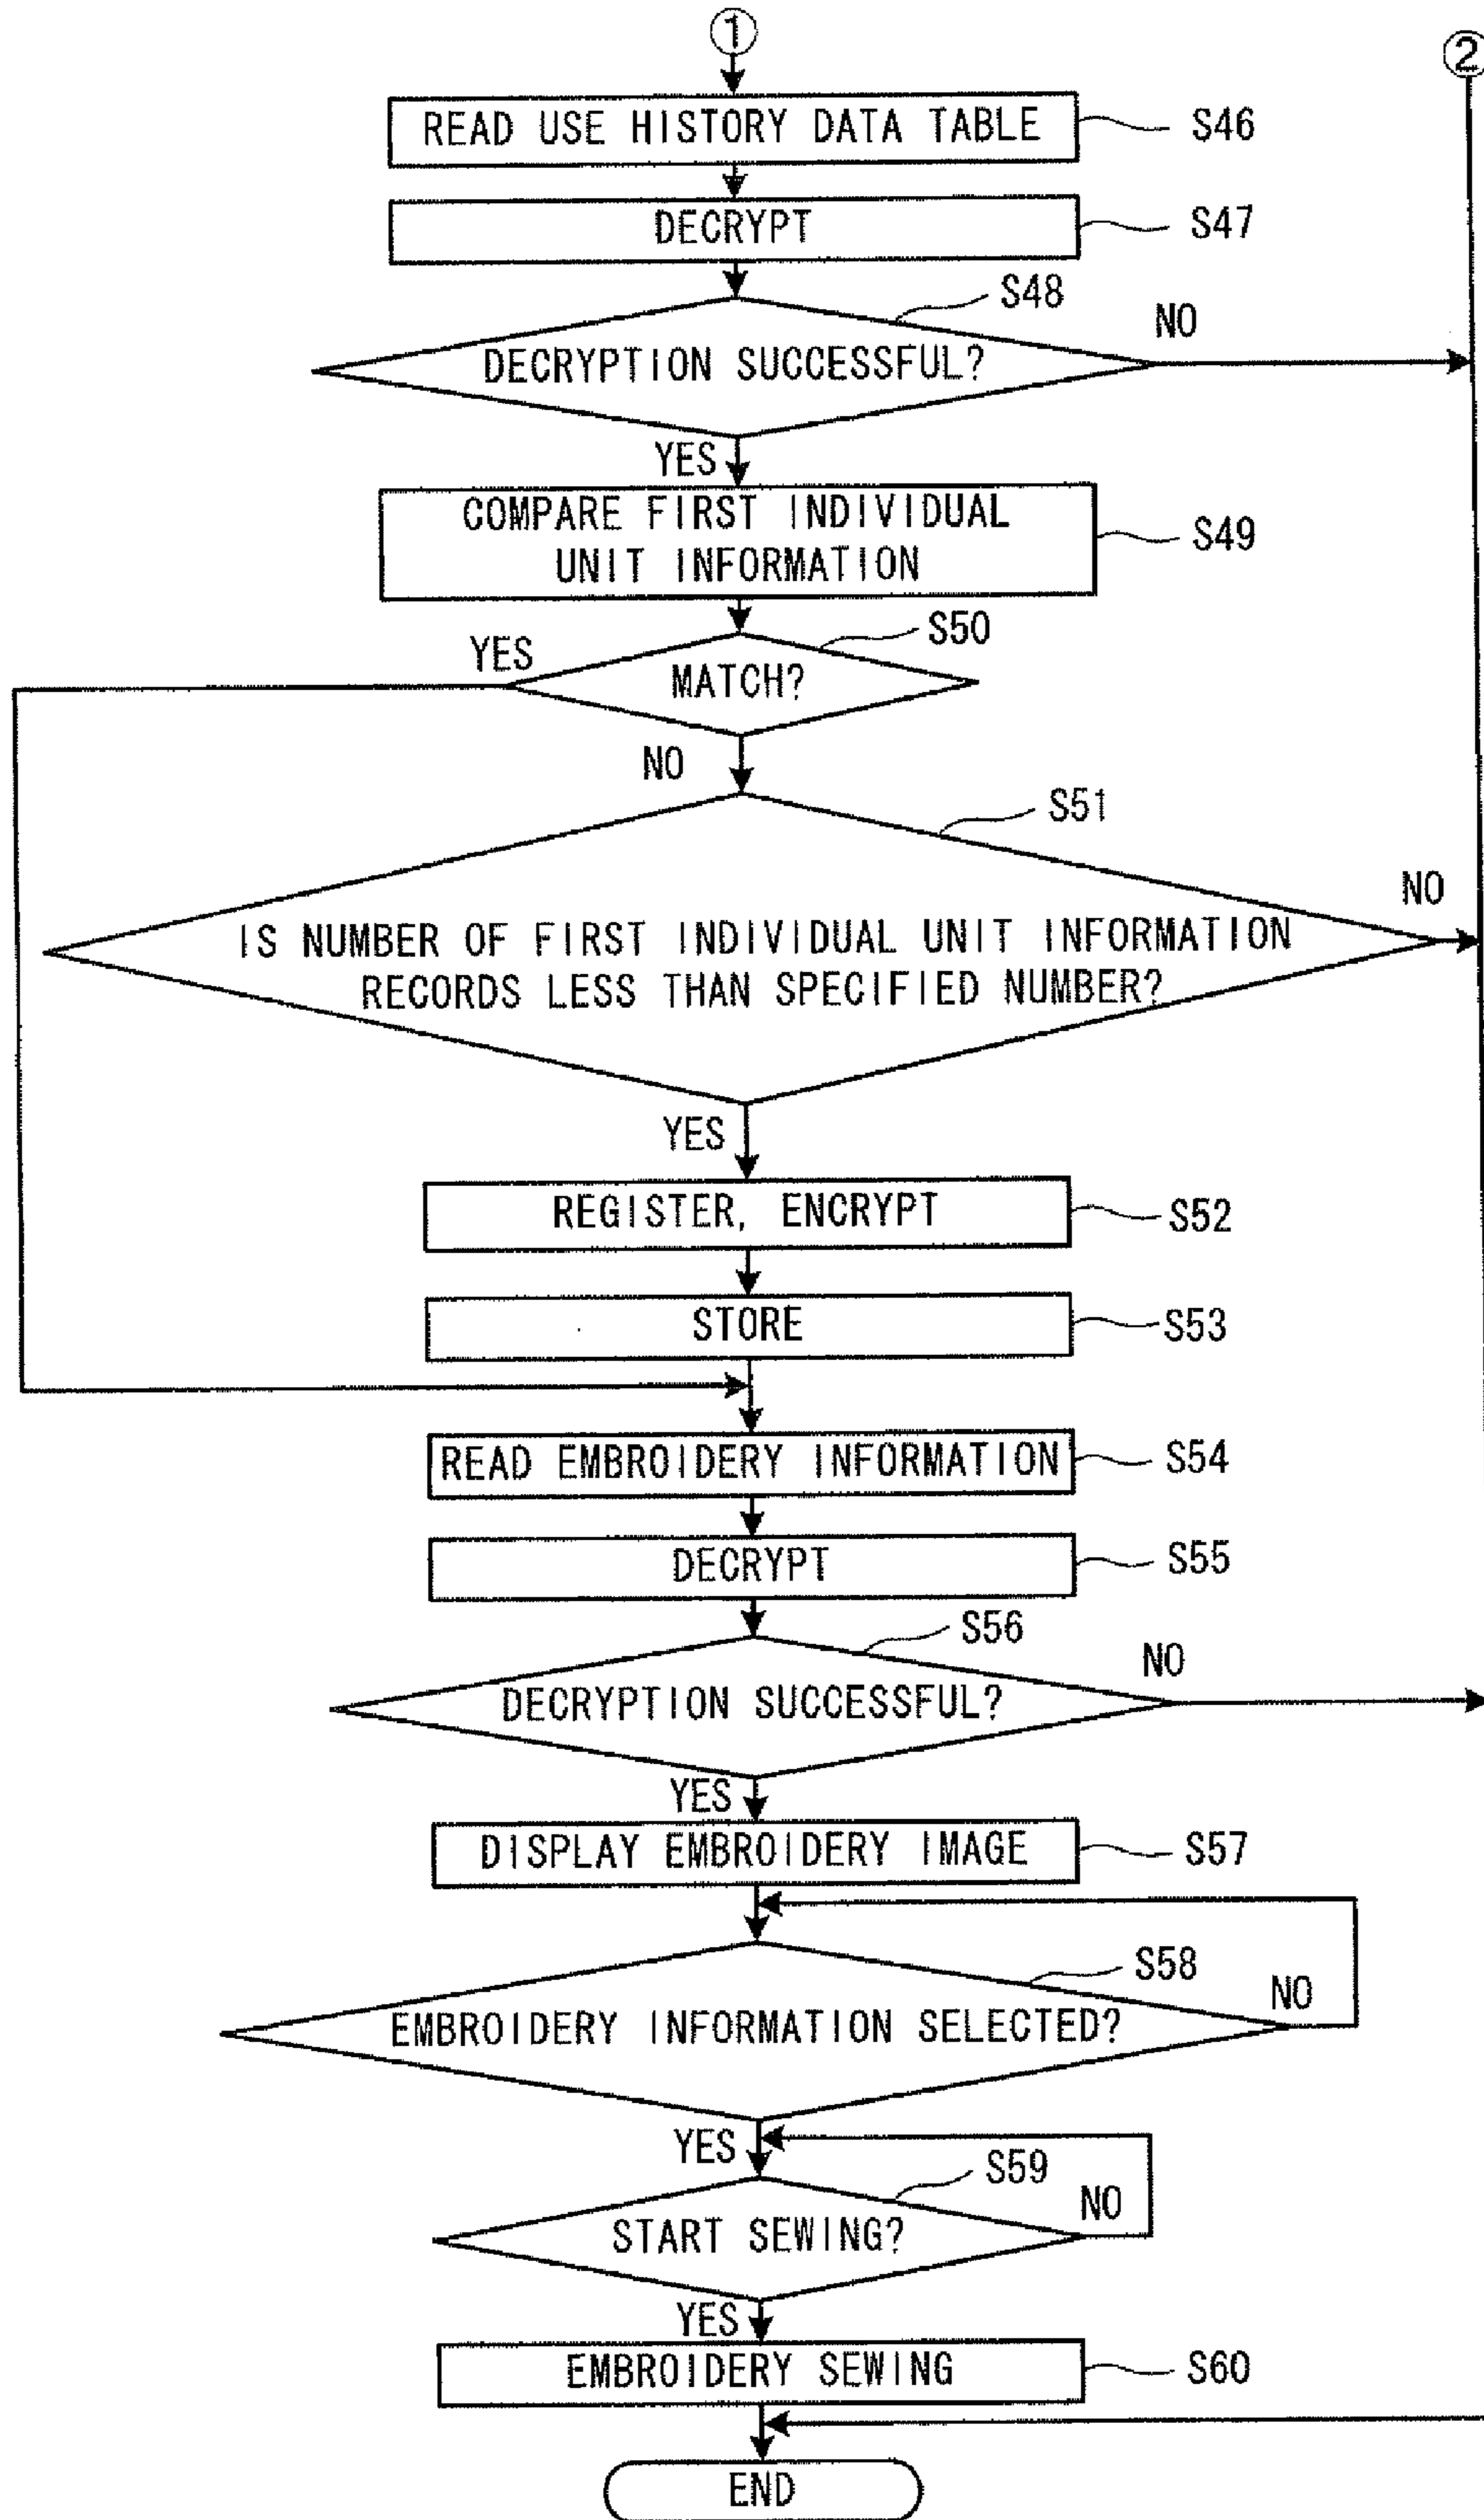 ①
②
READ USE HISTORY DATA TABLE
S46
DECRYPT
S47
S48
DECRYPTION SUCCESSFUL?
NO
YES
COMPARE FIRST INDIVIDUAL
UNIT INFORMATION
S49
S50
YES
MATCH?
NO
S51
IS NUMBER OF FIRST INDIVIDUAL UNIT INFORMATION
RECORDS LESS THAN SPECIFIED NUMBER?
NO
YES
REGISTER, ENCRYPT
S52
STORE
S53
READ EMBROIDERY INFORMATION
S54
DECRYPT
S55
S56
DECRYPTION SUCCESSFUL?
NO
YES
DISPLAY EMBROIDERY IMAGE
S57
S58
EMBROIDERY INFORMATION SELECTED?
NO
YES
S59
START SEWING?
NO
YES
EMBROIDERY SEWING
S60
END